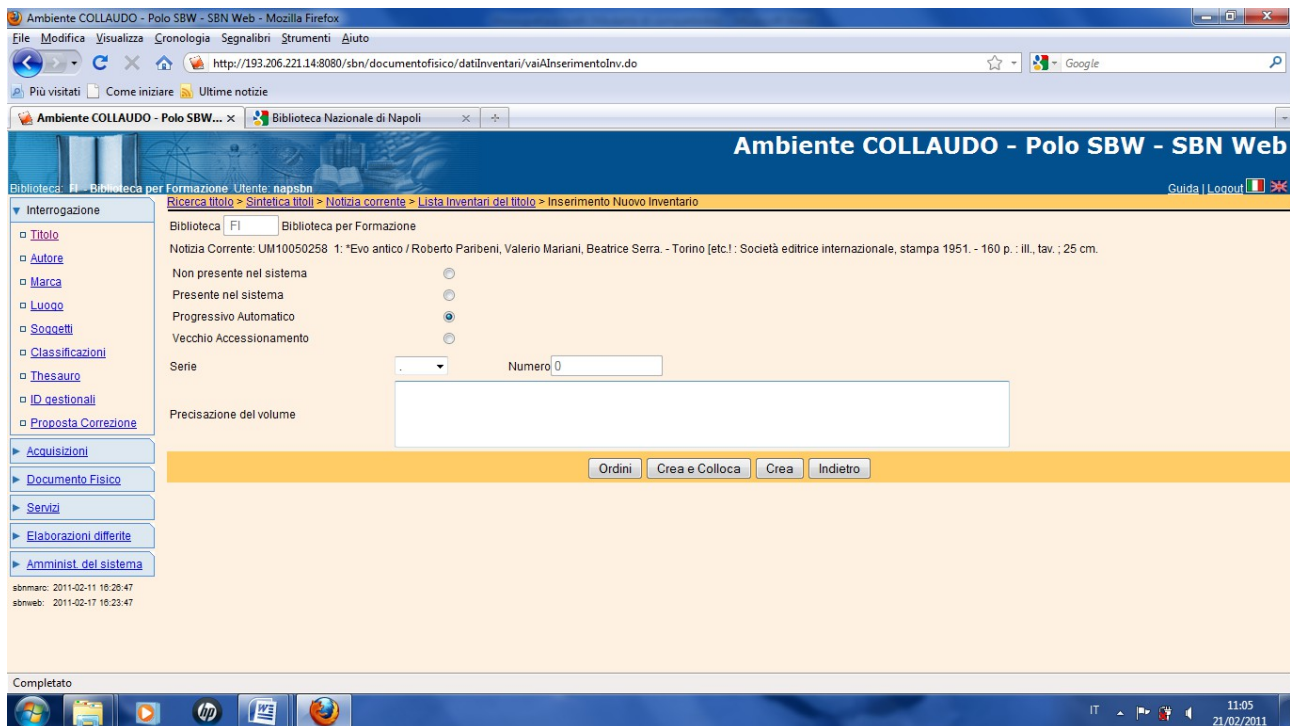 Ambiente COLLAUDO - Polo SBW - SBN Web - Mozilla Firefox
File Modifica Visualizza Cronologia Segnalibri Strumenti Aiuto
http://193.206.221.14:8080/sbn/documentofisico/datiInventari/vaiAInserimentoInv.do
Google
Più visitati Come iniziare Ultime notizie
Ambiente COLLAUDO - Polo SBW... Biblioteca Nazionale di Napoli
Ambiente COLLAUDO - Polo SBW - SBN Web
Biblioteca: FI - Biblioteca per Formazione Utente: napsbn
Guida | Logout
Ricerca titolo > Sintetica titoli > Notizia corrente > Lista Inventari del titolo > Inserimento Nuovo Inventario
Interrogazione
Titolo
Autore
Marca
Luogo
Soggetti
Classificazioni
Thesauro
ID gestionali
Proposta Correzione
Acquisizioni
Documento Fisico
Servizi
Elaborazioni differite
Amminist. del sistema
sbnmarc: 2011-02-11 16:26:47
sbnweb: 2011-02-17 16:23:47
Biblioteca FI Biblioteca per Formazione
Notizia Corrente: UM10050258 1: *Evo antico / Roberto Paribeni, Valerio Mariani, Beatrice Serra. - Torino [etc.! : Società editrice internazionale, stampa 1951. - 160 p. : ill., tav. ; 25 cm.
Non presente nel sistema
Presente nel sistema
Progressivo Automatico
Vecchio Accessionamento
Serie . Numero 0
Precisazione del volume
Ordini Crea e Colloca Crea Indietro
Completato
hp
IT
11:05
21/02/2011